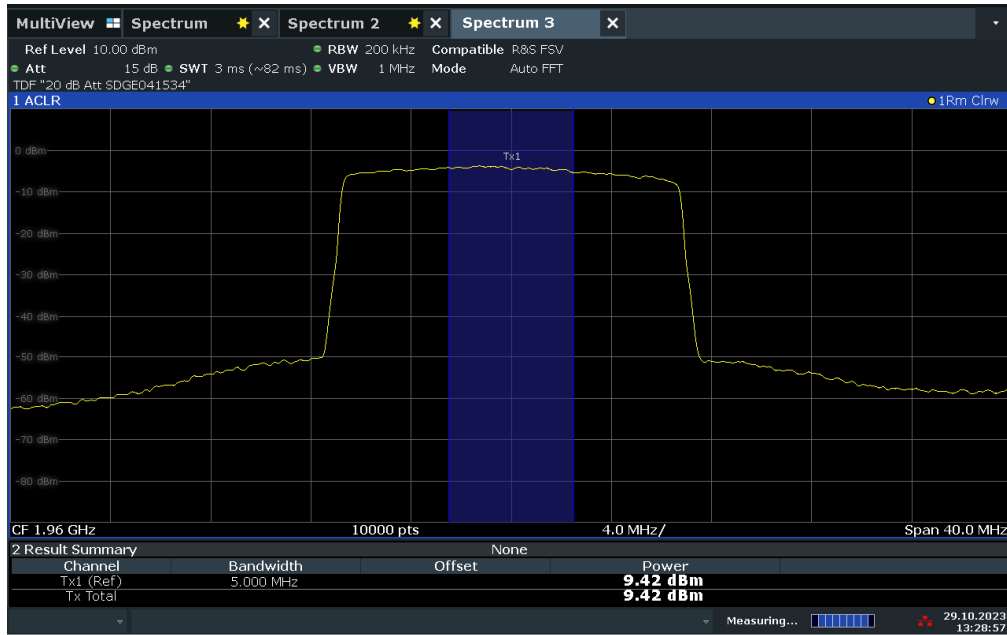 MultiView Spectrum Spectrum 2 Spectrum 3
Ref Level 10.00 dBm RBW 200 kHz Compatible R&S FSV
Att 15 dB SWT 3 ms (~82 ms) VBW 1 MHz Mode Auto FFT
TDF "20 dB Att SDGE041534"
1 ACLR 1Rm Clrw
Tx1
0 dBm
-10 dBm
-20 dBm
-30 dBm
-40 dBm
-50 dBm
-60 dBm
-70 dBm
-80 dBm
CF 1.96 GHz 10000 pts 4.0 MHz/ Span 40.0 MHz
2 Result Summary None
Channel Bandwidth Offset Power
Tx1 (Ref) 5.000 MHz 9.42 dBm
Tx Total 9.42 dBm
Measuring... 29.10.2023
13:28:57